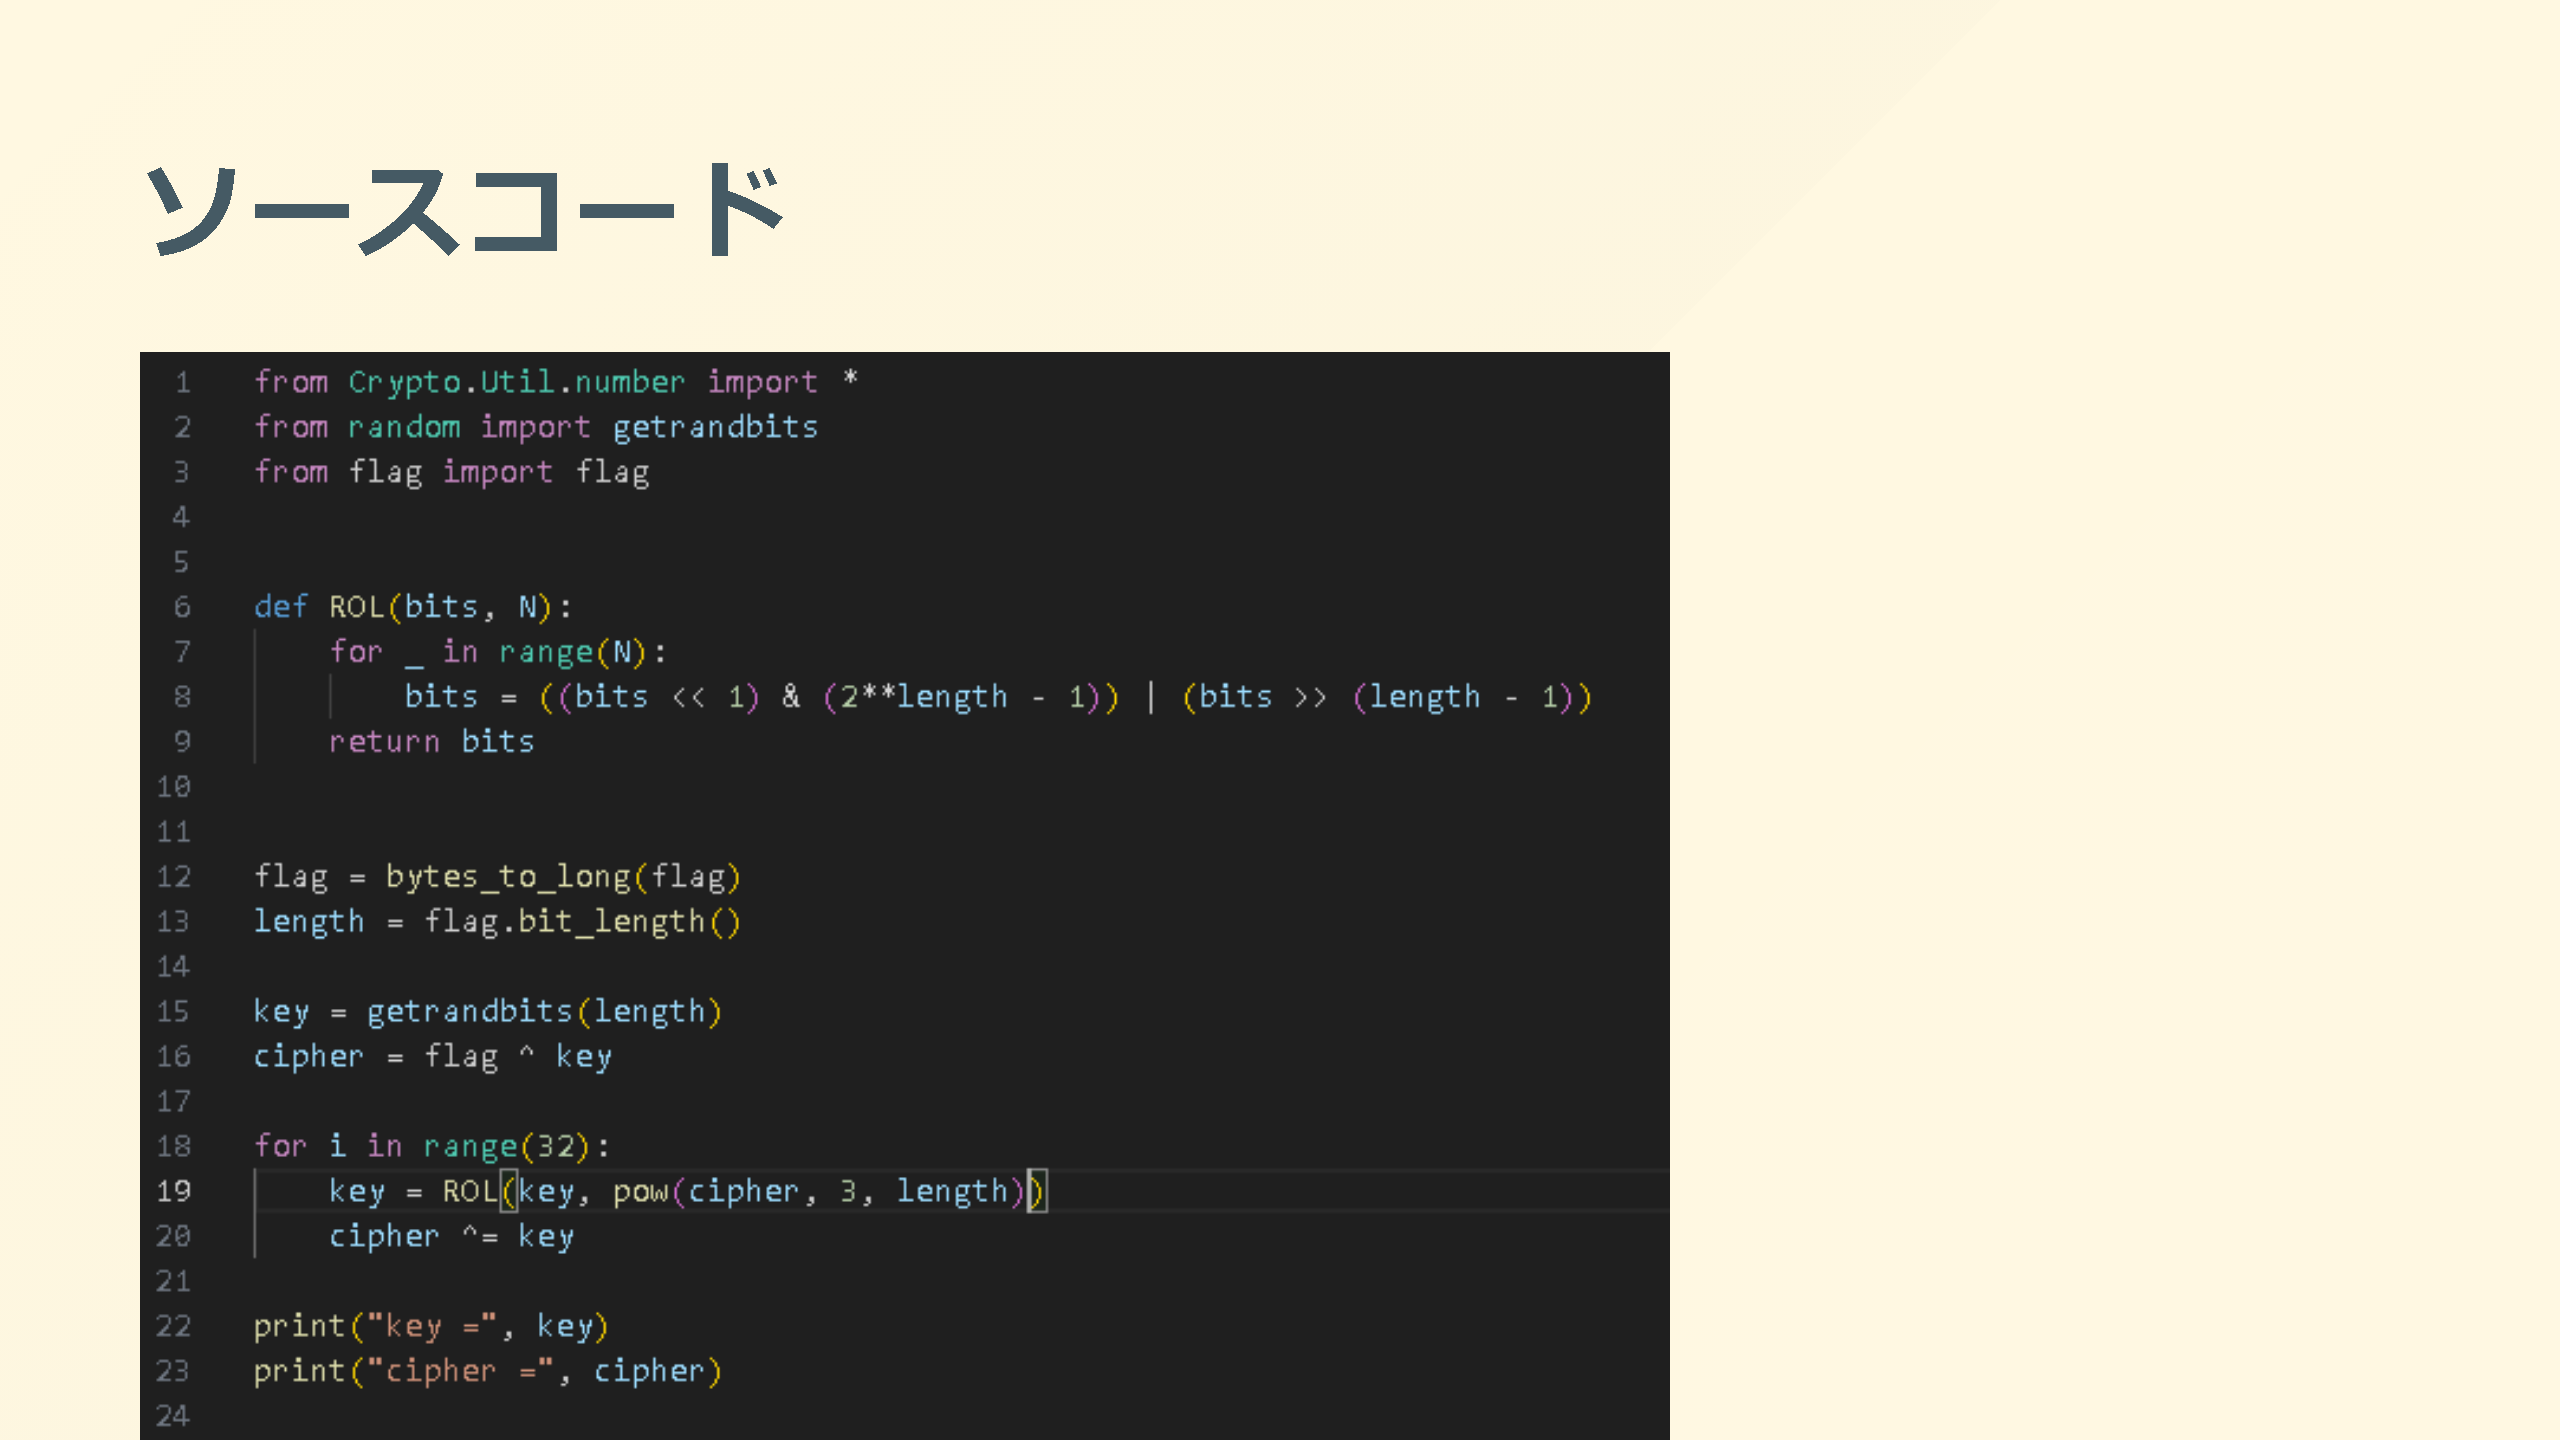 ソースコード
1 from Crypto.Util.number import *
2 from random import getrandbits
3 from flag import flag
4
5
6 def ROL(bits, N):
7     for _ in range(N):
8         bits = ((bits << 1) & (2**length - 1)) | (bits >> (length - 1))
9     return bits
10
11
12 flag = bytes_to_long(flag)
13 length = flag.bit_length()
14
15 key = getrandbits(length)
16 cipher = flag ^ key
17
18 for i in range(32):
19     key = ROL(key, pow(cipher, 3, length))
20     cipher ^= key
21
22 print("key =", key)
23 print("cipher =", cipher)
24